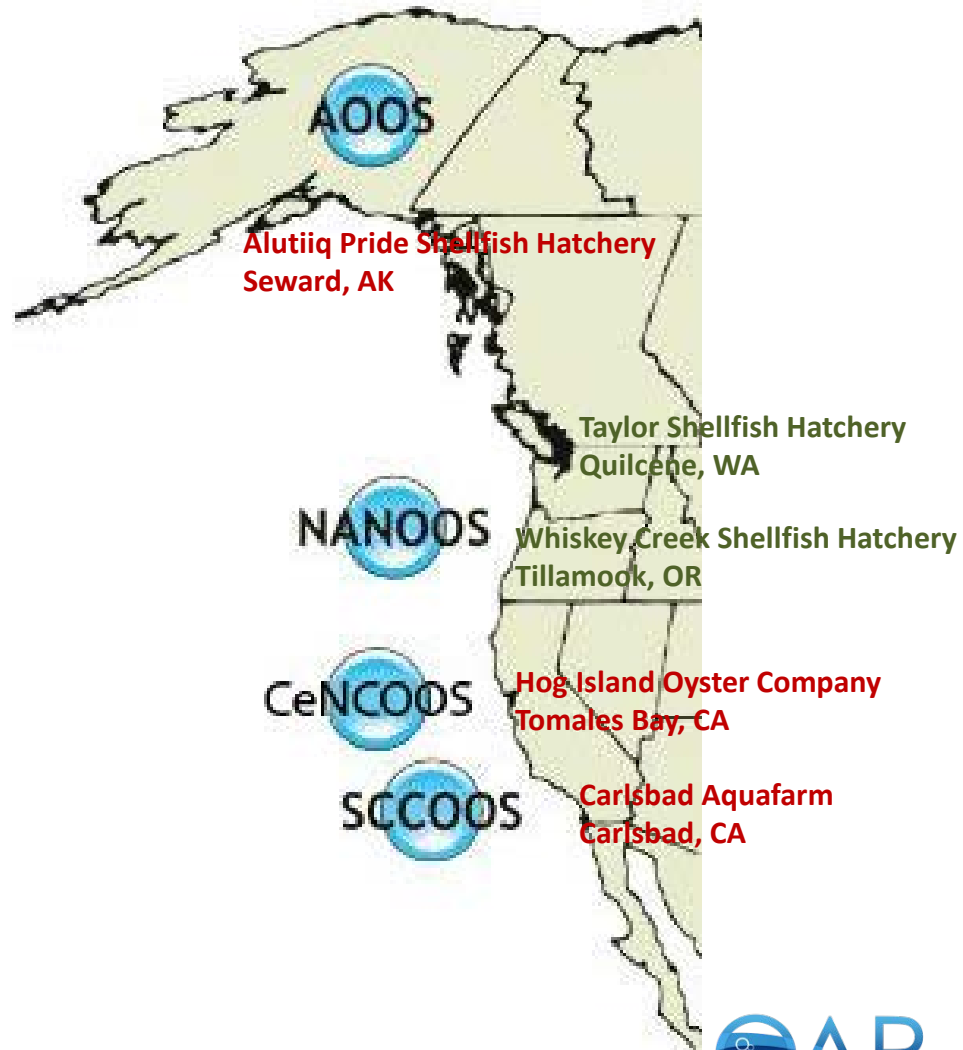 AOOS
Alutiiq Pride Shellfish Hatchery
Seward, AK
Taylor Shellfish Hatchery
Quilcene, WA
NANOOS
Whiskey Creek Shellfish Hatchery
Tillamook, OR
CeNCOOS
Hog Island Oyster Company
Tomales Bay, CA
SCCOOS
Carlsbad Aquafarm
Carlsbad, CA